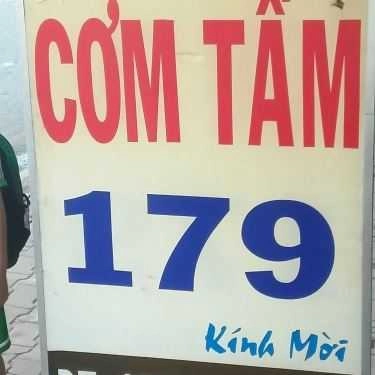 CƠM TẤM
179
Kính Mời